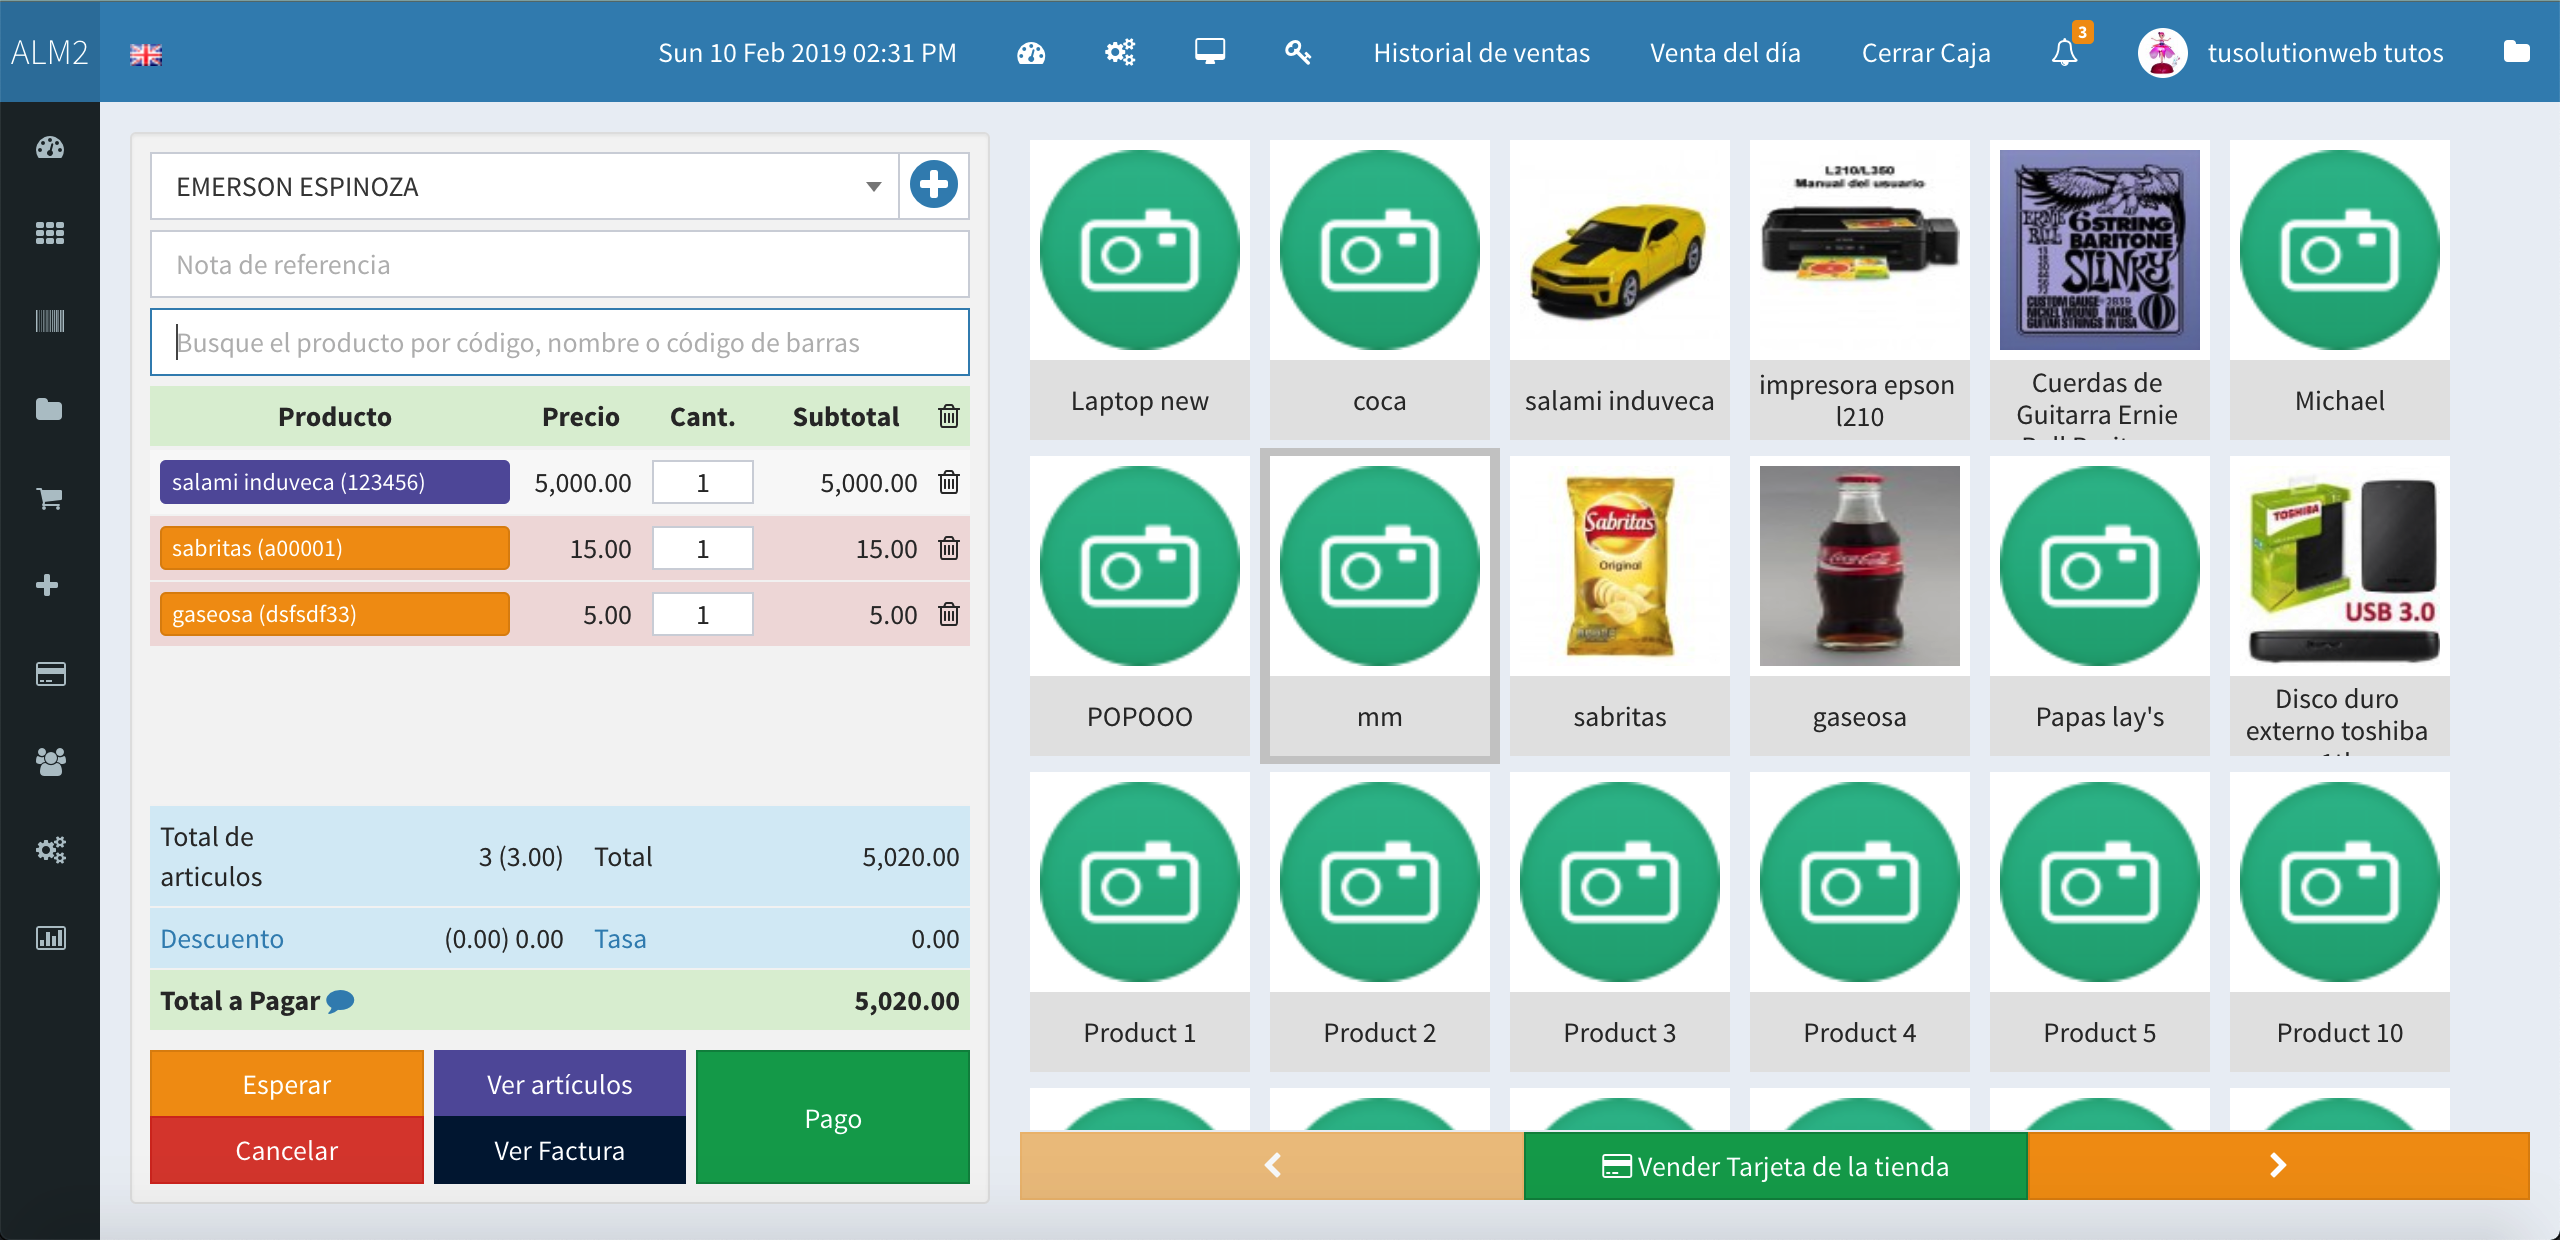 ALM2
Sun 10 Feb 2019 02:31 PM
Historial de ventas
Venta del día
Cerrar Caja
3
tusolutionweb tutos
EMERSON ESPINOZA
Nota de referencia
Busque el producto por código, nombre o código de barras
Producto Precio Cant. Subtotal
salami induveca (123456) 5,000.00 1 5,000.00
sabritas (a00001) 15.00 1 15.00
gaseosa (dsfsdf33) 5.00 1 5.00
Total de
articulos
3 (3.00) Total 5,020.00
Descuento (0.00) 0.00 Tasa 0.00
Total a Pagar 5,020.00
Esperar
Ver artículos
Pago
Cancelar
Ver Factura
L210/L350
Manual del usuario
ERNIE
6 STRING
BARITONE
SLINKY
CUSTOM GAUGE 2839
NICKEL WOUND MADE
GUITAR STRINGS IN USA
Laptop new
coca
salami induveca
impresora epson
l210
Cuerdas de
Guitarra Ernie
Michael
Sabritas
Original
Coca-Cola
TOSHIBA
USB 3.0
POPOOO
mm
sabritas
gaseosa
Papas lay's
Disco duro
externo toshiba
Product 1
Product 2
Product 3
Product 4
Product 5
Product 10
Vender Tarjeta de la tienda